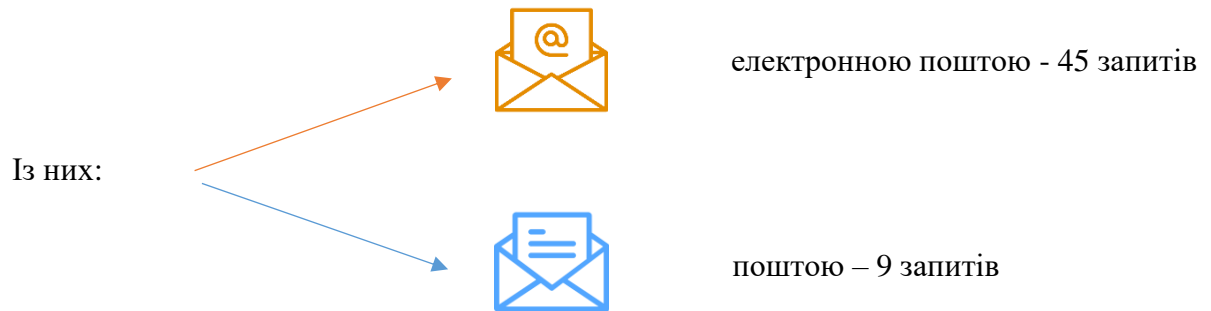 @
електронною поштою - 45 запитів
Із них:
поштою – 9 запитів